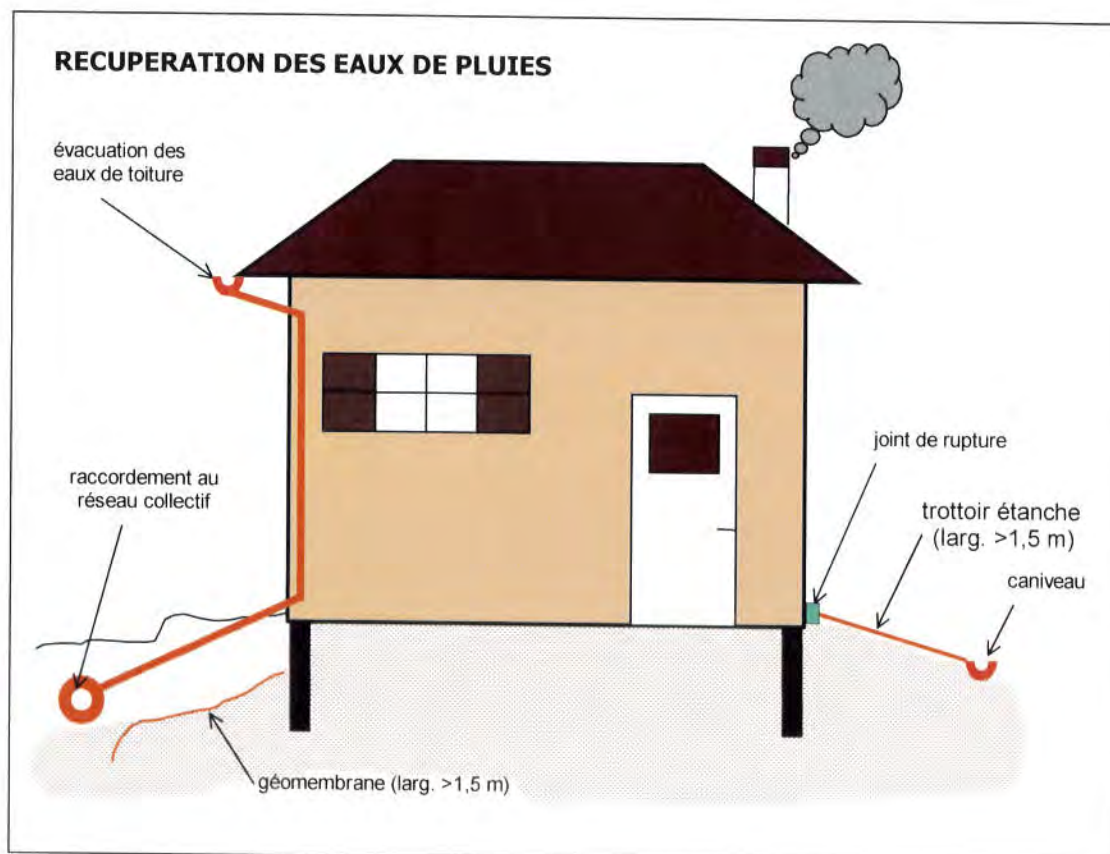 RECUPERATION DES EAUX DE PLUIES
évacuation des
eaux de toiture
joint de rupture
raccordement au
réseau collectif
trottoir étanche
(larg. >1,5 m)
caniveau
géomembrane (larg. >1,5 m)